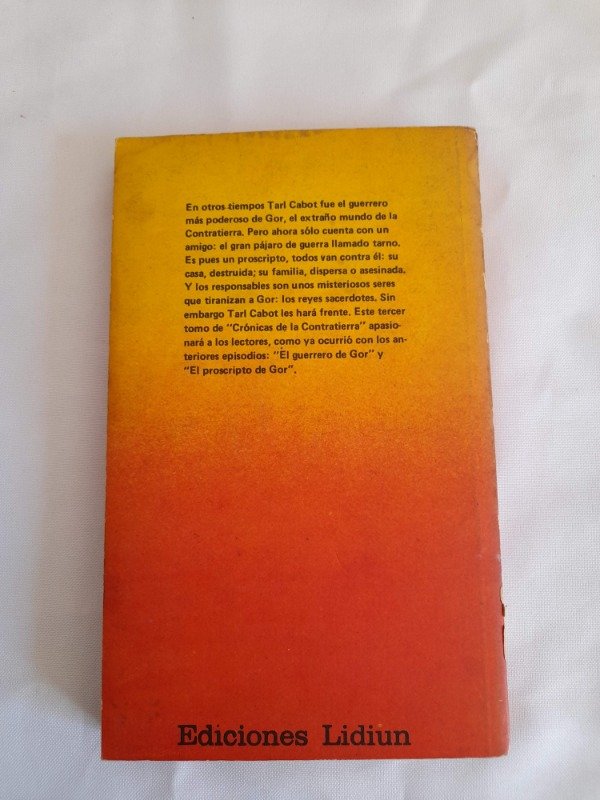 En otros tiempos Tarl Cabot fue el guerrero
más poderoso de Gor, el extraño mundo de la
Contratierra. Pero ahora sólo cuenta con un
amigo: el gran pájaro de guerra llamado tarno.
Es pues un proscripto, todos van contra él: su
casa, destruida; su familia, dispersa o asesinada.
Y los responsables son unos misteriosos seres
que tiranizan a Gor: los reyes sacerdotes. Sin
embargo Tarl Cabot les hará frente. Este tercer
tomo de "Crónicas de la Contratierra" apasio-
nará a los lectores, como ya ocurrió con los an-
teriores episodios: "El guerrero de Gor" y
"El proscripto de Gor".
Ediciones Lidiun